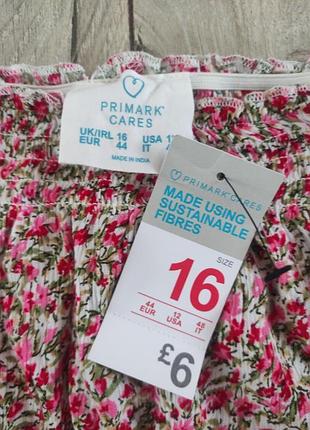 PRIMARK®
CARES
UK/IRL 16 USA
EUR 44 IT
MADE IN INDIA
PRIMARK® CARES
MADE USING
SUSTAINABLE
FIBRES
SIZE
16
44 12 48
EUR USA IT
£6